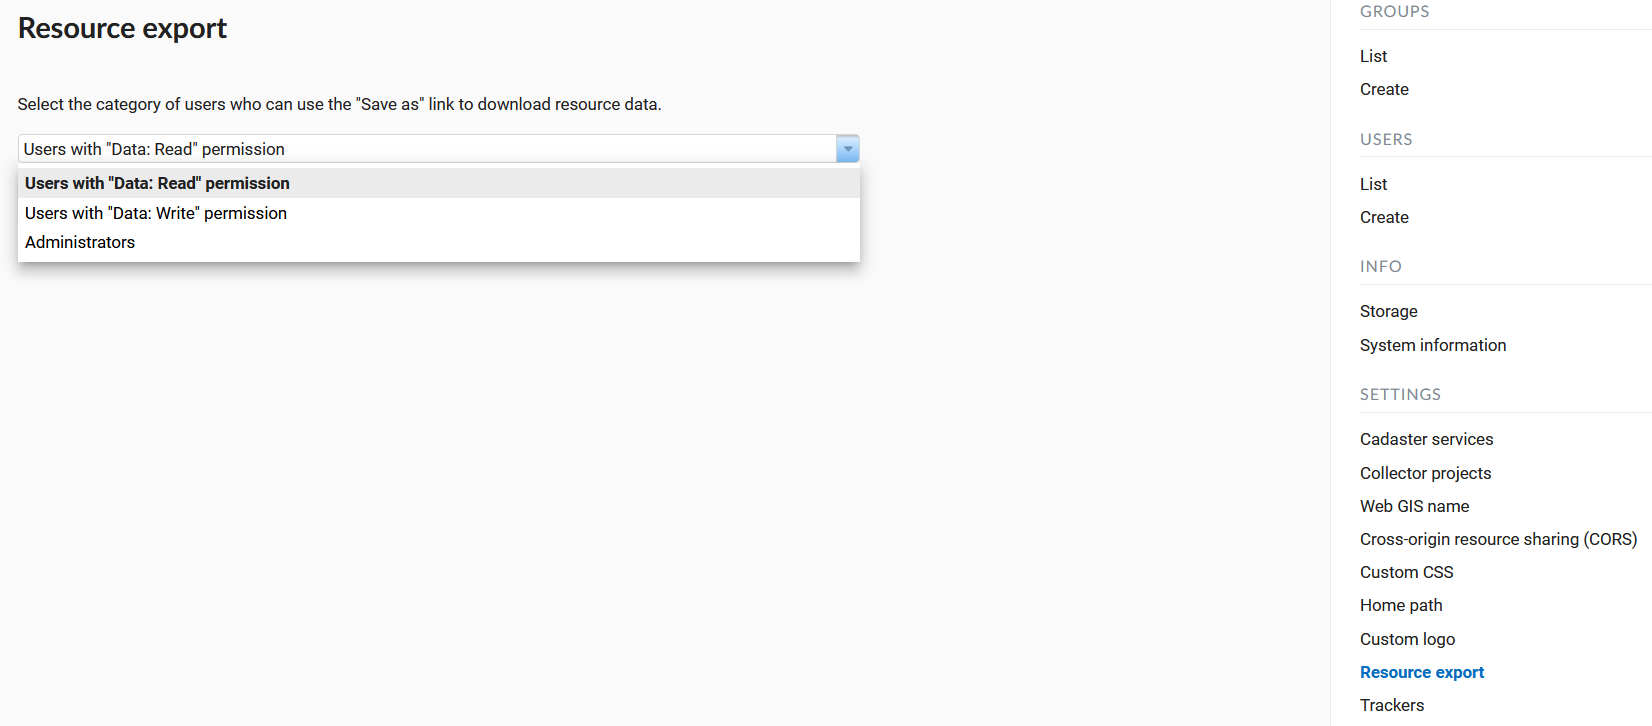 Resource export
Select the category of users who can use the "Save as" link to download resource data.
Users with "Data: Read" permission
Users with "Data: Read" permission
Users with "Data: Write" permission
Administrators
GROUPS
List
Create
USERS
List
Create
INFO
Storage
System information
SETTINGS
Cadaster services
Collector projects
Web GIS name
Cross-origin resource sharing (CORS)
Custom CSS
Home path
Custom logo
Resource export
Trackers